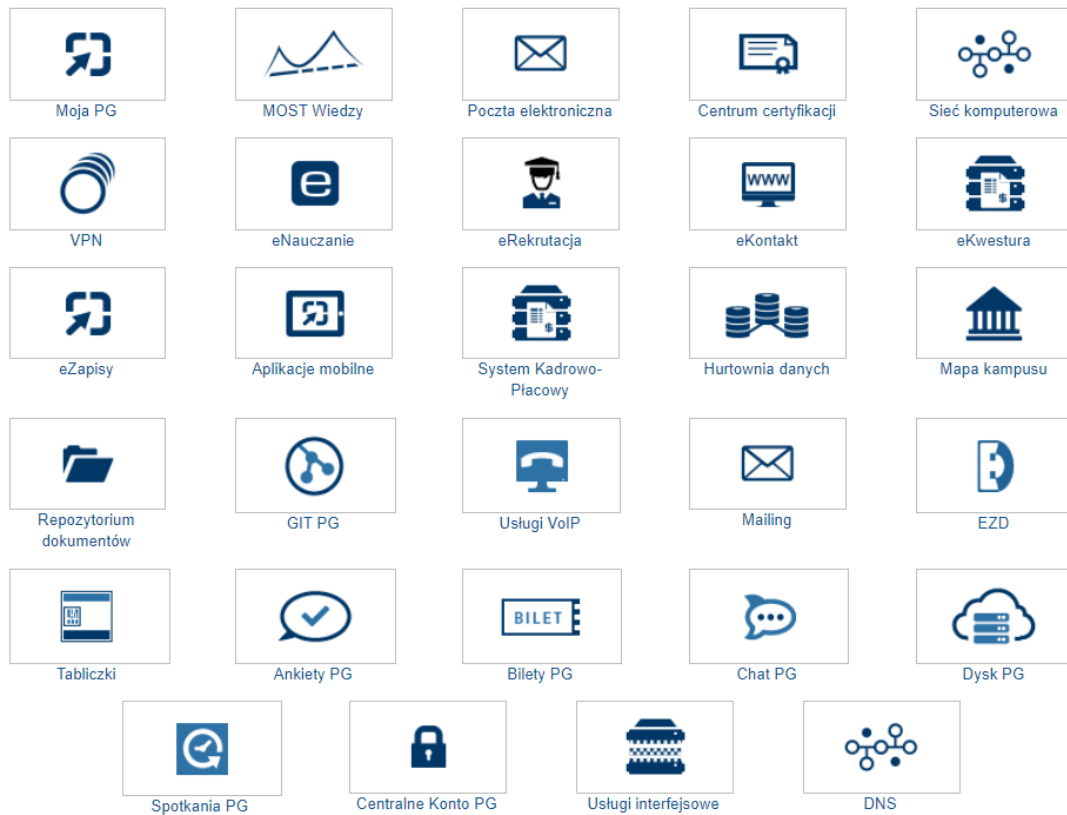 Moja PG
MOST Wiedzy
Poczta elektroniczna
Centrum certyfikacji
Sieć komputerowa
e
WWW
VPN
eNauczanie
eRekrutacja
eKontakt
eKwestura
eZapisy
Aplikacje mobilne
System Kadrowo-
Płacowy
Hurtownia danych
Mapa kampusu
Repozytorium
dokumentów
GIT PG
Usługi VoIP
Mailing
EZD
BILET
Tabliczki
Ankiety PG
Bilety PG
Chat PG
Dysk PG
Spotkania PG
Centralne Konto PG
Usługi interfejsowe
DNS